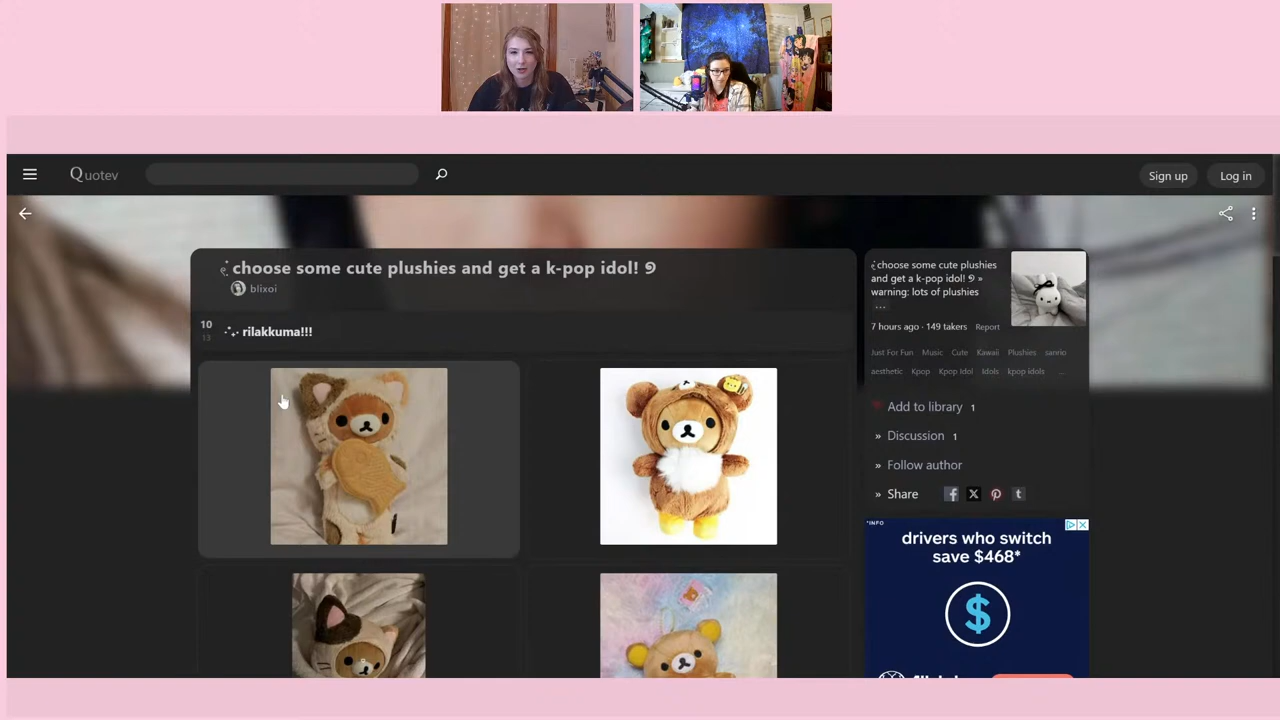 Quotev
Sign up
Log in
choose some cute plushies and get a k-pop idol! ୨
blixoi
10
13
rilakkuma!!!
choose some cute plushies
and get a k-pop idol! ୨ »
warning: lots of plushies
...
7 hours ago · 149 takers Report
Just For Fun Music Cute Kawaii Plushies sanrio
aesthetic Kpop Kpop Idol Idols kpop idols ...
Add to library 1
» Discussion 1
» Follow author
» Share f X t
*INFO
drivers who switch
save $468*
$